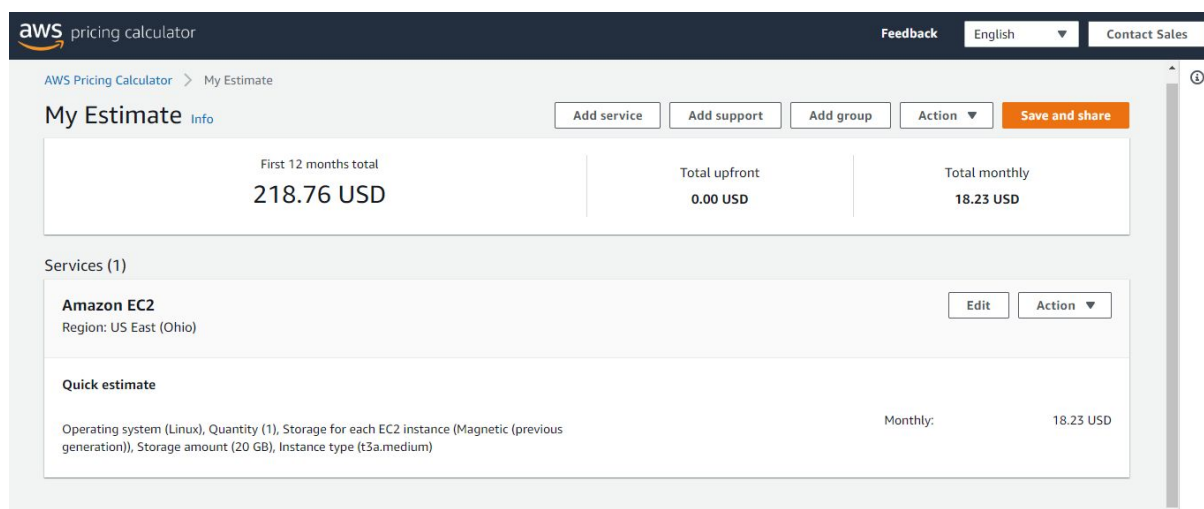 aws pricing calculator
Feedback
English
Contact Sales
AWS Pricing Calculator > My Estimate
My Estimate Info
Add service
Add support
Add group
Action
Save and share
First 12 months total
218.76 USD
Total upfront
0.00 USD
Total monthly
18.23 USD
Services (1)
Amazon EC2
Region: US East (Ohio)
Edit
Action
Quick estimate
Operating system (Linux), Quantity (1), Storage for each EC2 instance (Magnetic (previous
generation)), Storage amount (20 GB), Instance type (t3a.medium)
Monthly:
18.23 USD